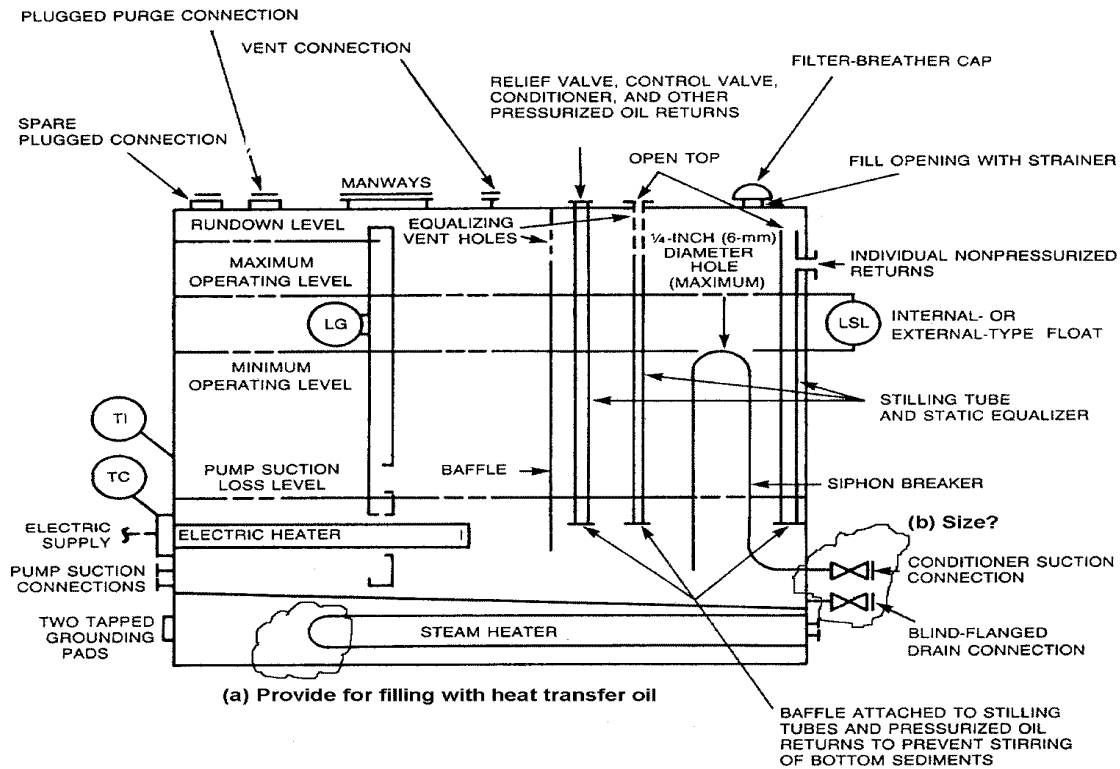 PLUGGED PURGE CONNECTION
VENT CONNECTION
RELIEF VALVE, CONTROL VALVE,
CONDITIONER, AND OTHER
PRESSURIZED OIL RETURNS
FILTER-BREATHER CAP
SPARE
PLUGGED CONNECTION
OPEN TOP
FILL OPENING WITH STRAINER
MANWAYS
RUNDOWN LEVEL
EQUALIZING
VENT HOLES
¼-INCH (6-mm)
DIAMETER
HOLE
(MAXIMUM)
INDIVIDUAL NONPRESSURIZED
RETURNS
MAXIMUM
OPERATING LEVEL
LG
LSL
INTERNAL- OR
EXTERNAL-TYPE FLOAT
MINIMUM
OPERATING LEVEL
STILLING TUBE
AND STATIC EQUALIZER
TI
TC
PUMP SUCTION
LOSS LEVEL
BAFFLE
SIPHON BREAKER
(b) Size?
ELECTRIC
SUPPLY
ELECTRIC HEATER
PUMP SUCTION
CONNECTIONS
CONDITIONER SUCTION
CONNECTION
TWO TAPPED
GROUNDING
PADS
STEAM HEATER
BLIND-FLANGED
DRAIN CONNECTION
(a) Provide for filling with heat transfer oil
BAFFLE ATTACHED TO STILLING
TUBES AND PRESSURIZED OIL
RETURNS TO PREVENT STIRRING
OF BOTTOM SEDIMENTS